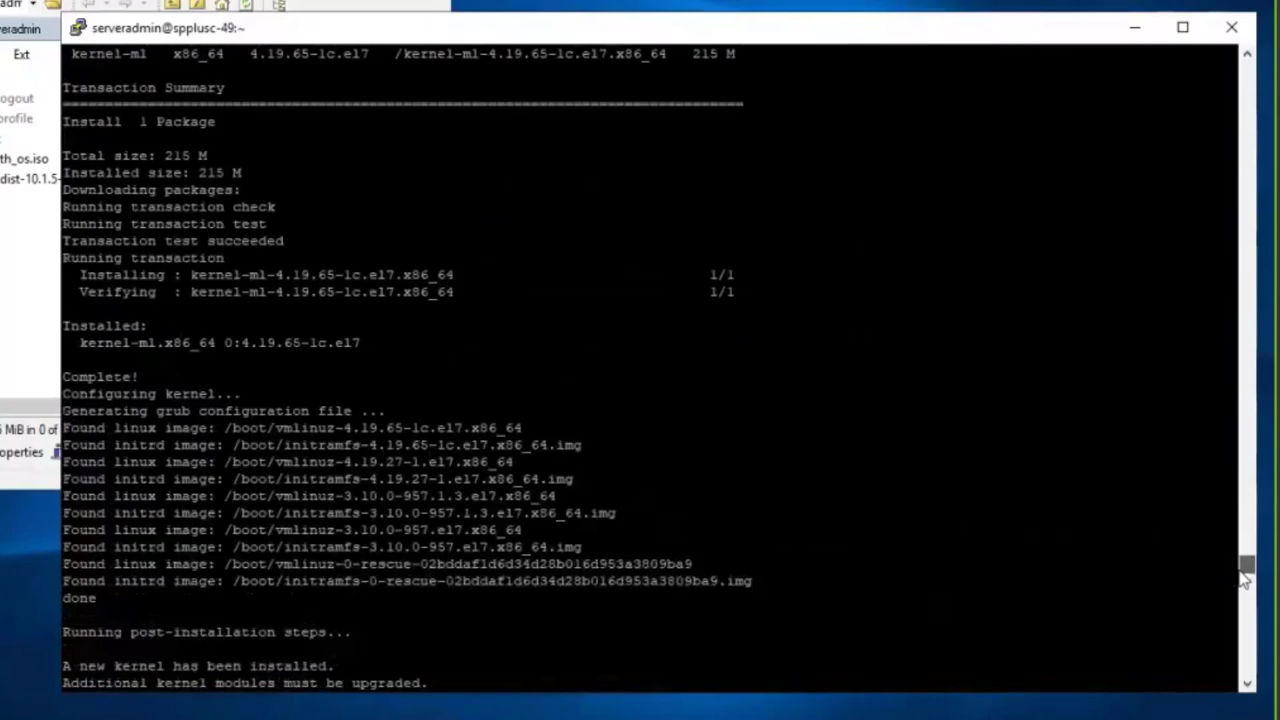 adm
serveradmin@spplusc-49:~
veradmin
Ext
ogout
profile
th_os.iso
dist-10.1.5-
MiB in 0 of
operties
kernel-ml x86_64 4.19.65-1c.el7 /kernel-ml-4.19.65-1c.el7.x86_64 215 M
Transaction Summary
Install 1 Package
Total size: 215 M
Installed size: 215 M
Downloading packages:
Running transaction check
Running transaction test
Transaction test succeeded
Running transaction
Installing : kernel-ml-4.19.65-1c.el7.x86_64 1/1
Verifying : kernel-ml-4.19.65-1c.el7.x86_64 1/1
Installed:
kernel-ml.x86_64 0:4.19.65-1c.el7
Complete!
Configuring kernel...
Generating grub configuration file ...
Found linux image: /boot/vmlinuz-4.19.65-1c.el7.x86_64
Found initrd image: /boot/initramfs-4.19.65-1c.el7.x86_64.img
Found linux image: /boot/vmlinuz-4.19.27-1.el7.x86_64
Found initrd image: /boot/initramfs-4.19.27-1.el7.x86_64.img
Found linux image: /boot/vmlinuz-3.10.0-957.1.3.el7.x86_64
Found initrd image: /boot/initramfs-3.10.0-957.1.3.el7.x86_64.img
Found linux image: /boot/vmlinuz-3.10.0-957.el7.x86_64
Found initrd image: /boot/initramfs-3.10.0-957.el7.x86_64.img
Found linux image: /boot/vmlinuz-0-rescue-02bddaf1d6d34d28b016d953a3809ba9
Found initrd image: /boot/initramfs-0-rescue-02bddaf1d6d34d28b016d953a3809ba9.img
done
Running post-installation steps...
A new kernel has been installed.
Additional kernel modules must be upgraded.